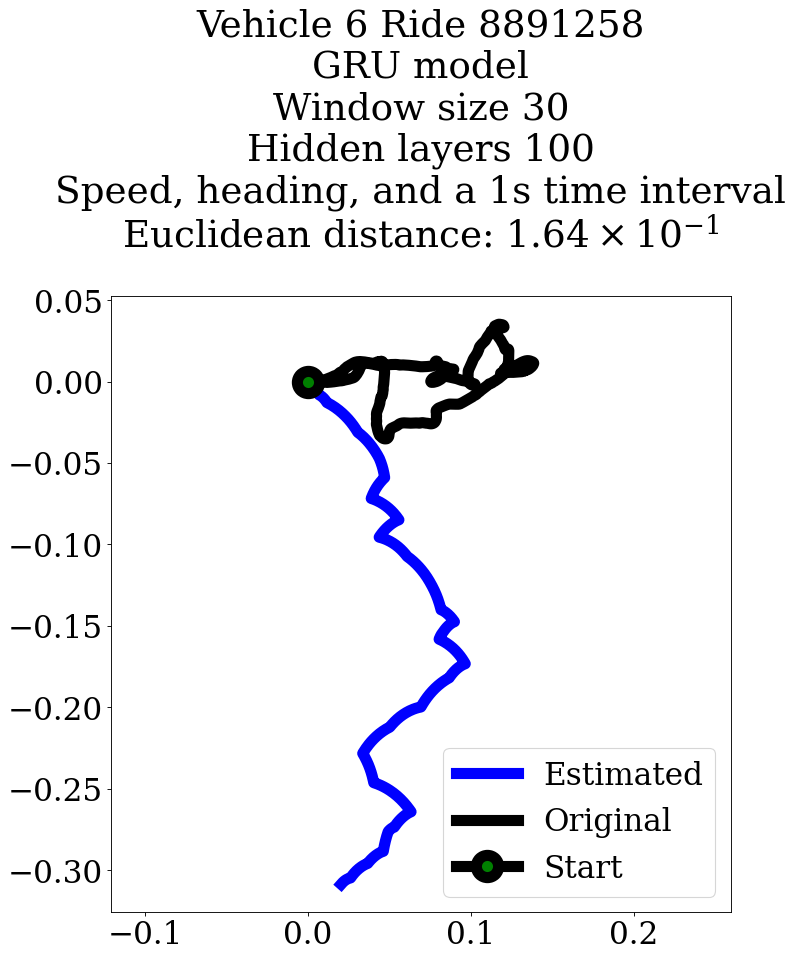 Vehicle 6 Ride 8891258
GRU model
Window size 30
Hidden layers 100
Speed, heading, and a 1s time interval
Euclidean distance: 1.64 × 10⁻¹
0.05
0.00
−0.05
−0.10
−0.15
−0.20
−0.25
−0.30
Estimated
Original
Start
−0.1
0.0
0.1
0.2